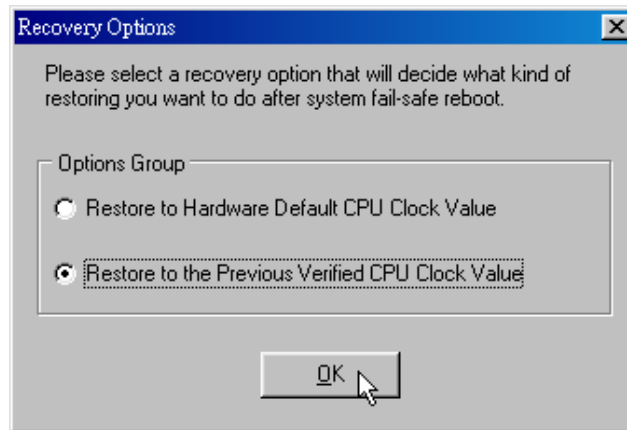 Recovery Options
Please select a recovery option that will decide what kind of
restoring you want to do after system fail-safe reboot.
Options Group
Restore to Hardware Default CPU Clock Value
Restore to the Previous Verified CPU Clock Value
OK